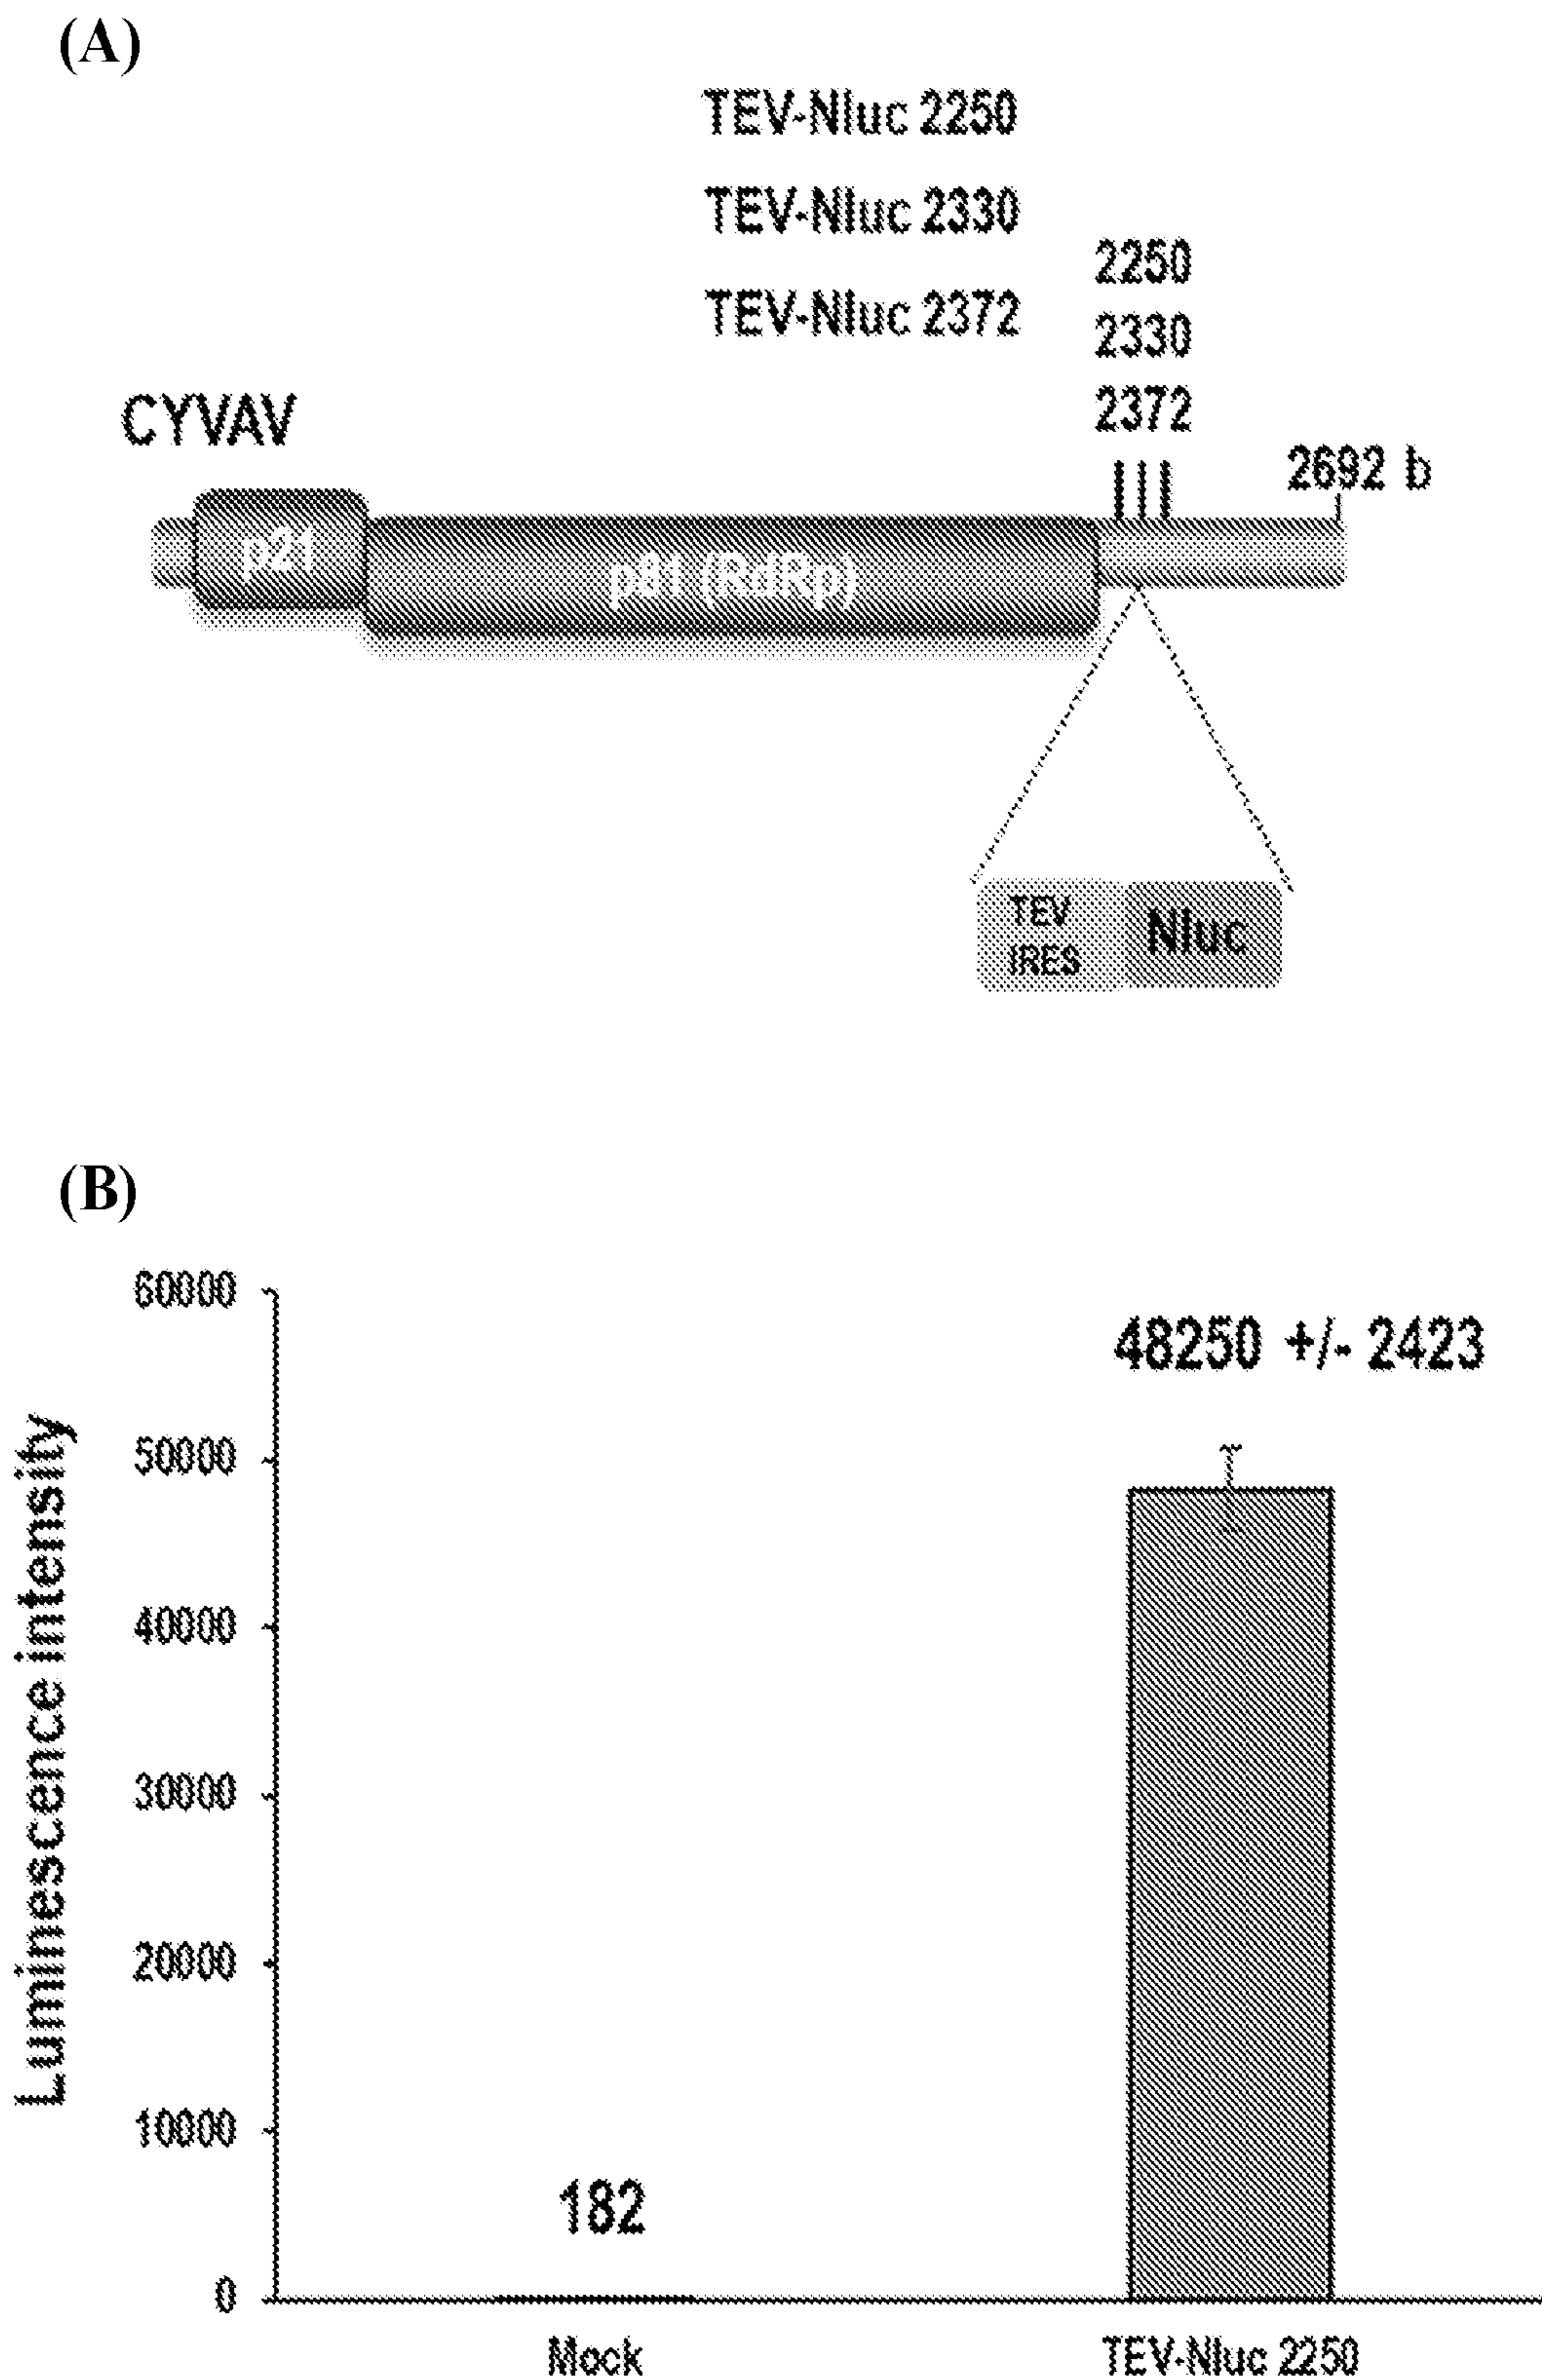 (A)
TEV-Nluc 2250
TEV-Nluc 2330
TEV-Nluc 2372
2250
2330
2372
CYVAV
2692 b
p21
p81 (RdRp)
TEV
IRES
Nluc
(B)
60000
48250 +/- 2423
50000
40000
30000
20000
10000
0
Luminescence intensity
182
Mock
TEV-Nluc 2250